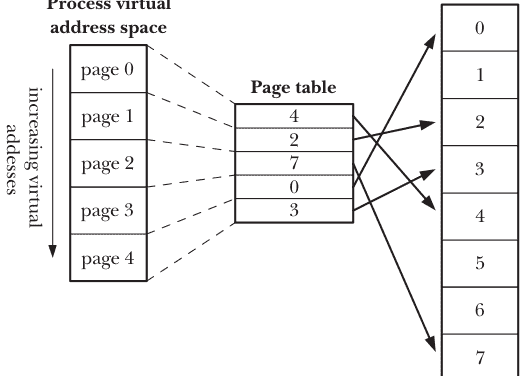 Process virtual
address space
page 0
page 1
page 2
page 3
page 4
increasing virtual
addesses
Page table
4
2
7
0
3
0
1
2
3
4
5
6
7